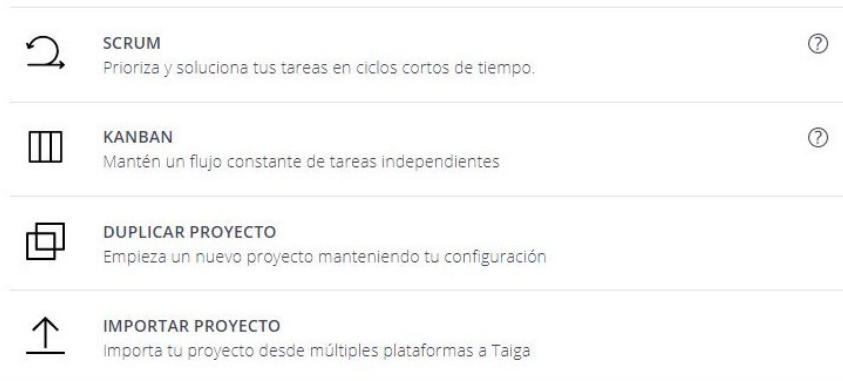 SCRUM
Prioriza y soluciona tus tareas en ciclos cortos de tiempo.
?
KANBAN
Mantén un flujo constante de tareas independientes
?
DUPLICAR PROYECTO
Empieza un nuevo proyecto manteniendo tu configuración
IMPORTAR PROYECTO
Importa tu proyecto desde múltiples plataformas a Taiga